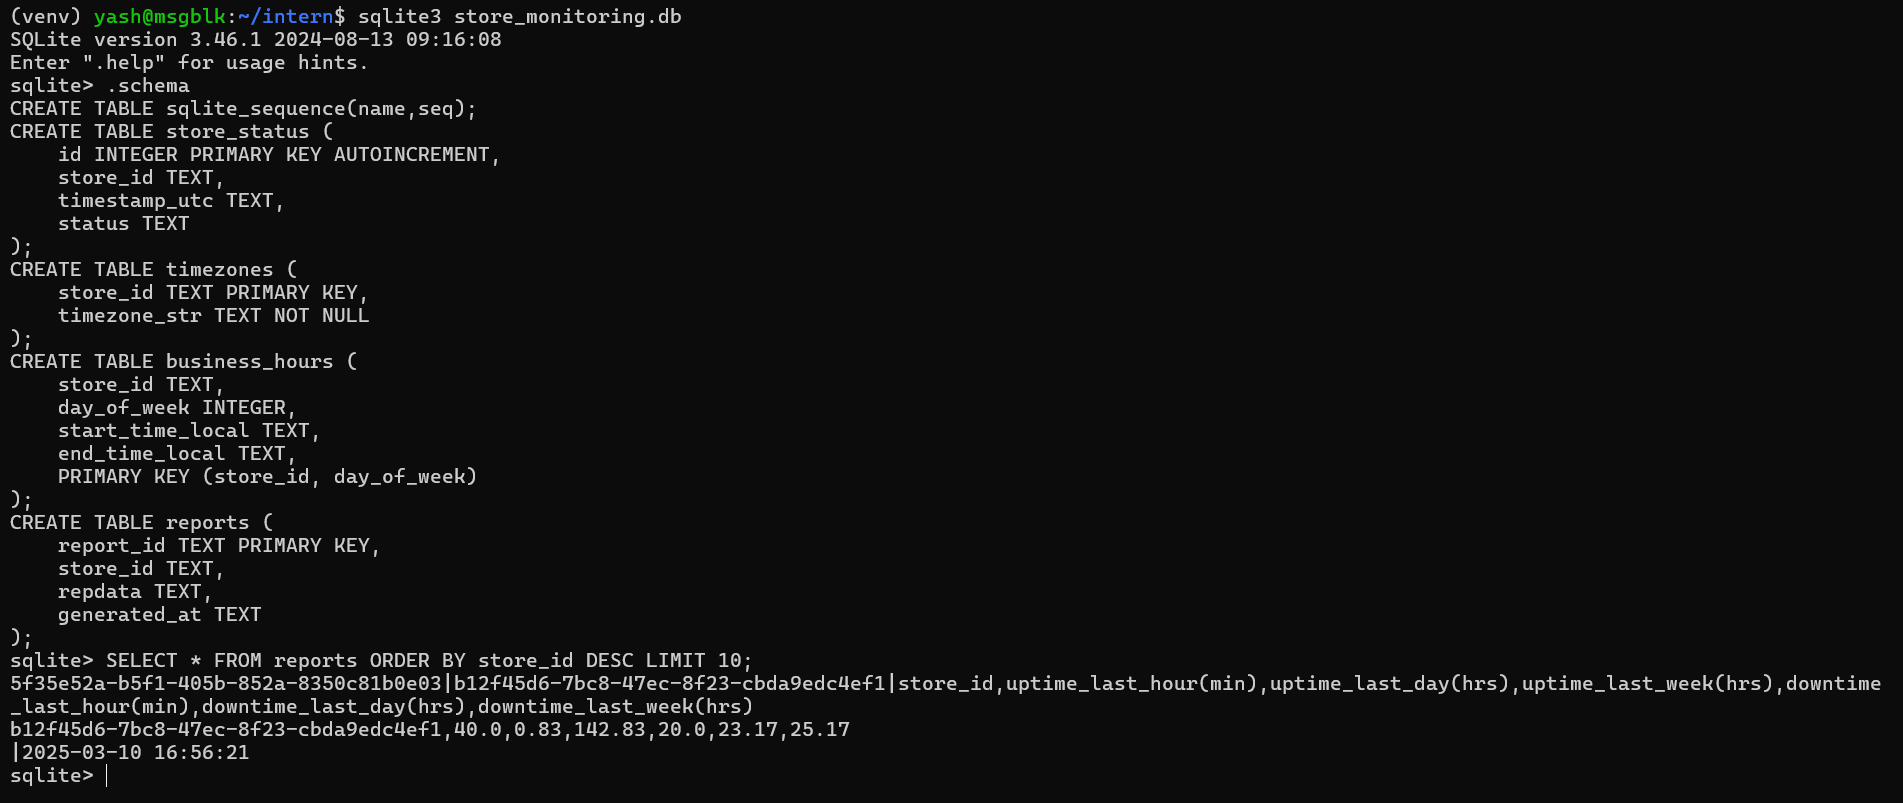 (venv) yash@msgblk:~/intern$ sqlite3 store_monitoring.db
SQLite version 3.46.1 2024-08-13 09:16:08
Enter ".help" for usage hints.
sqlite> .schema
CREATE TABLE sqlite_sequence(name,seq);
CREATE TABLE store_status (
    id INTEGER PRIMARY KEY AUTOINCREMENT,
    store_id TEXT,
    timestamp_utc TEXT,
    status TEXT
);
CREATE TABLE timezones (
    store_id TEXT PRIMARY KEY,
    timezone_str TEXT NOT NULL
);
CREATE TABLE business_hours (
    store_id TEXT,
    day_of_week INTEGER,
    start_time_local TEXT,
    end_time_local TEXT,
    PRIMARY KEY (store_id, day_of_week)
);
CREATE TABLE reports (
    report_id TEXT PRIMARY KEY,
    store_id TEXT,
    repdata TEXT,
    generated_at TEXT
);
sqlite> SELECT * FROM reports ORDER BY store_id DESC LIMIT 10;
5f35e52a-b5f1-405b-852a-8350c81b0e03|b12f45d6-7bc8-47ec-8f23-cbda9edc4ef1|store_id,uptime_last_hour(min),uptime_last_day(hrs),uptime_last_week(hrs),downtime
_last_hour(min),downtime_last_day(hrs),downtime_last_week(hrs)
b12f45d6-7bc8-47ec-8f23-cbda9edc4ef1,40.0,0.83,142.83,20.0,23.17,25.17
|2025-03-10 16:56:21
sqlite>